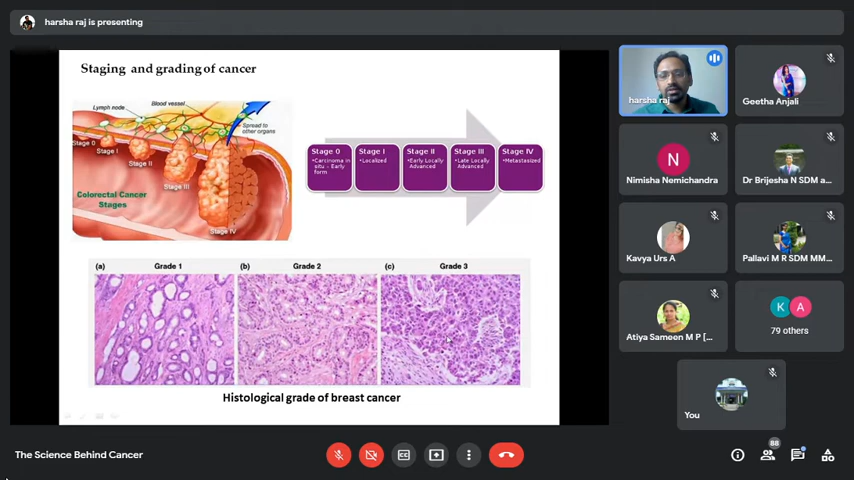 harsha raj is presenting
Staging and grading of cancer
Lymph node
Blood vessel
Spread to
other organs
Stage 0
Stage I
Stage II
Stage III
Stage IV
Colorectal Cancer
Stages
Stage 0
•Carcinoma in
situ - Early
form
Stage I
•Localized
Stage II
•Early Locally
Advanced
Stage III
•Late Locally
Advanced
Stage IV
•Metastasized
(a) Grade 1
(b) Grade 2
(c) Grade 3
Histological grade of breast cancer
harsha raj
Geetha Anjali
N
Nimisha Nemichandra
Dr Brijesha N SDM a...
Kavya Urs A
Pallavi M R SDM MM...
Atiya Sameen M P [...
K A
79 others
You
The Science Behind Cancer
CC
88